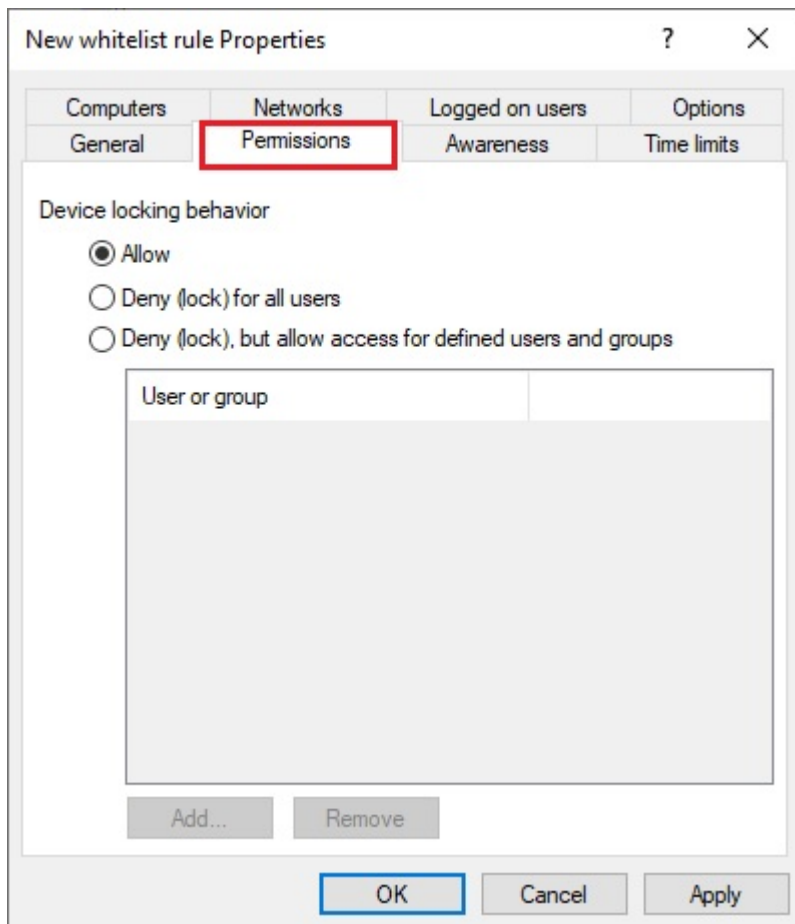 New whitelist rule Properties ? ×
Computers Networks Logged on users Options
General Permissions Awareness Time limits
Device locking behavior
Allow
Deny (lock) for all users
Deny (lock), but allow access for defined users and groups
User or group
Add... Remove
OK Cancel Apply